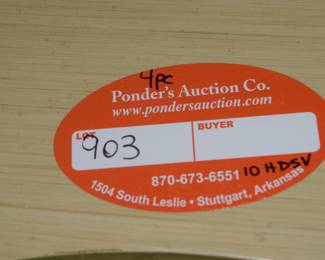 4pc
Ponder's Auction Co.
www.pondersauction.com
LOT BUYER
903
870-673-6551 10 HDSV
1504 South Leslie • Stuttgart, Arkansas